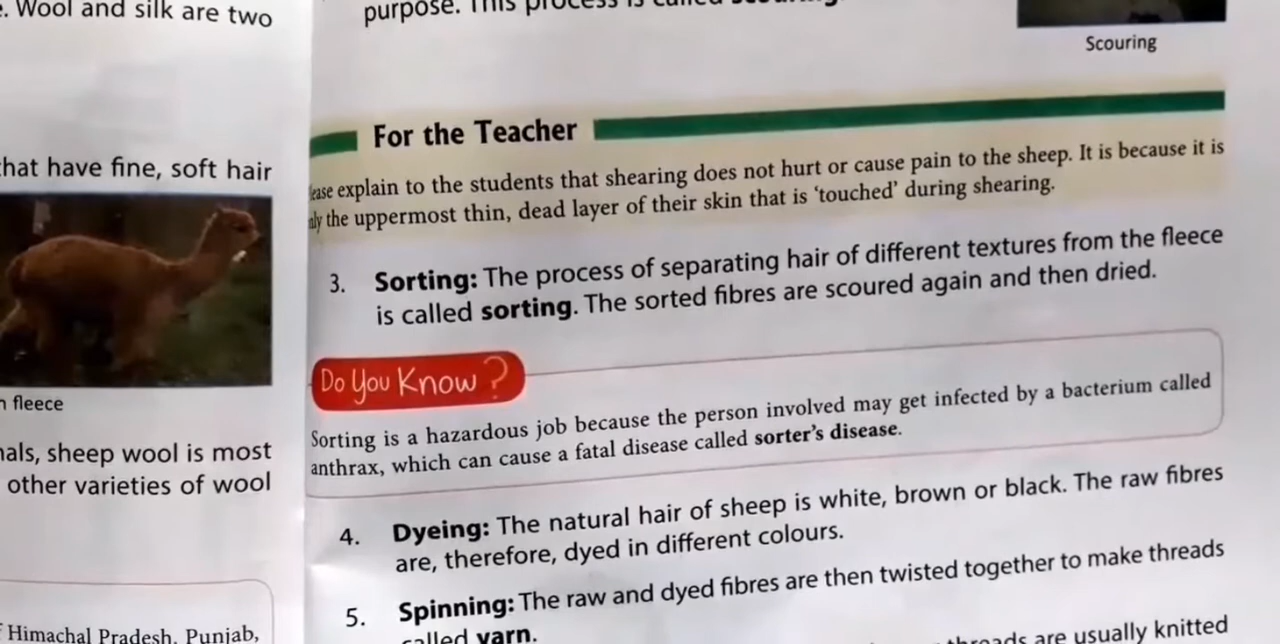 . Wool and silk are two
that have fine, soft hair
fleece
sheep wool is most
other varieties of wool
Himachal Pradesh, Punjab,
purpose. This process is called scouring.
Scouring
For the Teacher
explain to the students that shearing does not hurt or cause pain to the sheep. It is because it is
the uppermost thin, dead layer of their skin that is ‘touched’ during shearing.
3. Sorting: The process of separating hair of different textures from the fleece
is called sorting. The sorted fibres are scoured again and then dried.
Do You Know?
Sorting is a hazardous job because the person involved may get infected by a bacterium called
anthrax, which can cause a fatal disease called sorter’s disease.
4. Dyeing: The natural hair of sheep is white, brown or black. The raw fibres
are, therefore, dyed in different colours.
5. Spinning: The raw and dyed fibres are then twisted together to make threads
called yarn.
threads are usually knitted